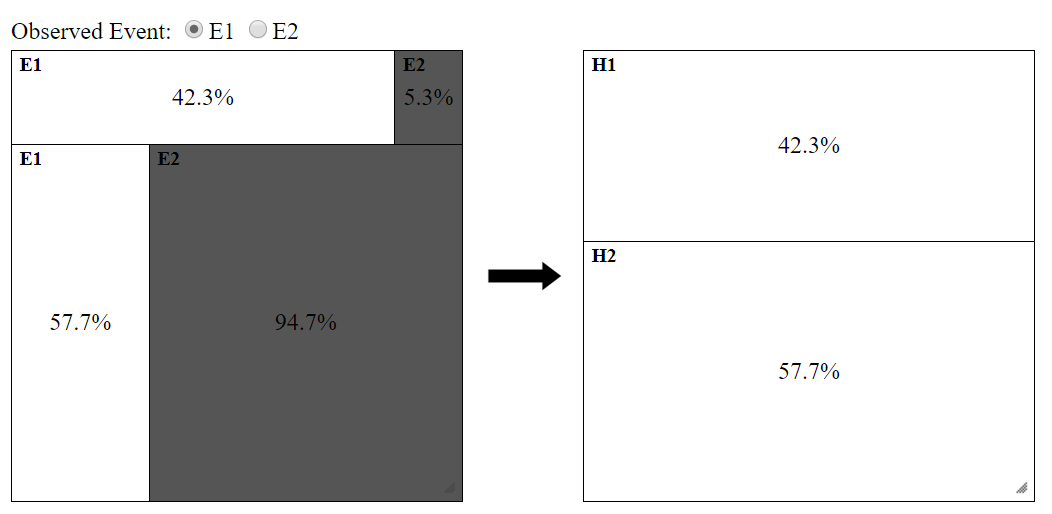 Observed Event: E1 E2
E1 E2
42.3% 5.3%
E1 E2
57.7% 94.7%
H1
42.3%
H2
57.7%